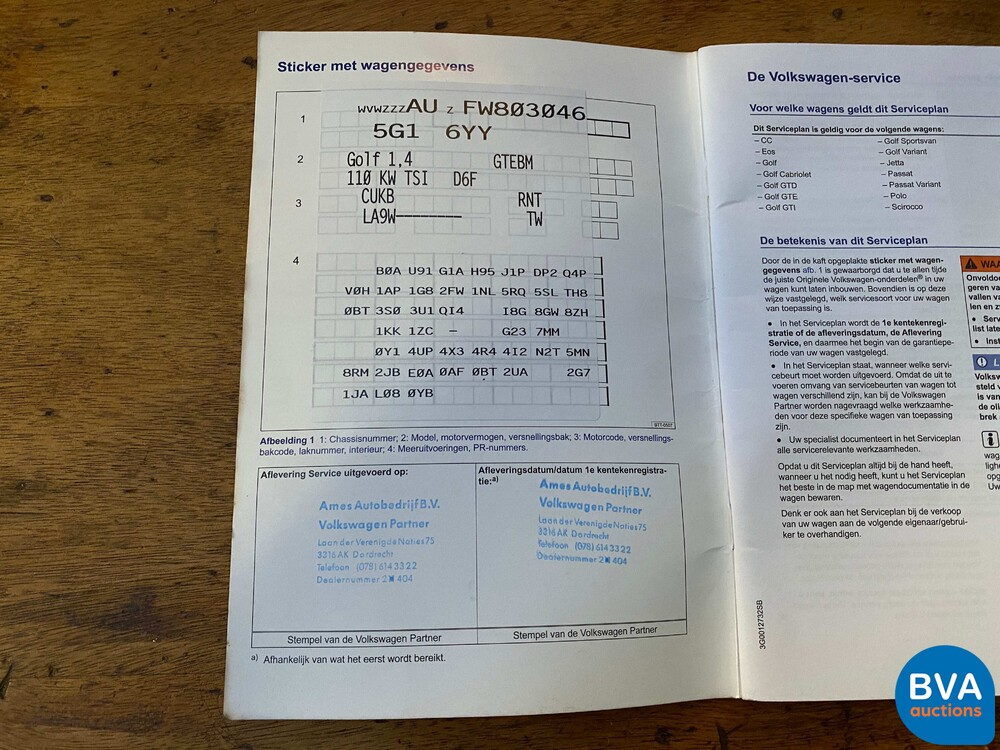 Sticker met wagengegevens
1
WVWZZZ AU Z FW803046
5G1 6YY
2
Golf 1,4 GTEBM
110 KW TSI D6F
3
CUKB RNT
LA9W------- TW
4
B0A U91 G1A H95 J1P DP2 Q4P
V0H 1AP 1G8 2FW 1NL 5RQ 5SL TH8
0BT 3S0 3U1 QI4 I8G 8GW 8ZH
1KK 1ZC – G23 7MM
0Y1 4UP 4X3 4R4 4I2 N2T 5MN
8RM 2JB E0A 0AF 0BT 2UA 2G7
1JA L08 0YB
Afbeelding 1 1: Chassisnummer; 2: Model, motorvermogen, versnellingsbak; 3: Motorcode, versnellings-
bakcode, laknummer, interieur; 4: Meeruitvoeringen, PR-nummers.
Aflevering Service uitgevoerd op:
Ames Autobedrijf B.V.
Volkswagen Partner
Laan der Verenigde Naties 75
3316 AK Dordrecht
Telefoon (078) 614 33 22
Dealernummer 404
Stempel van de Volkswagen Partner
Afleveringsdatum/datum 1e kentekenregistra-
tie:a)
Ames Autobedrijf B.V.
Volkswagen Partner
Laan der Verenigde Naties 75
3316 AK Dordrecht
Telefoon (078) 614 33 22
Dealernummer 404
Stempel van de Volkswagen Partner
a) Afhankelijk van wat het eerst wordt bereikt.
De Volkswagen-service
Voor welke wagens geldt dit Serviceplan
Dit Serviceplan is geldig voor de volgende wagens:
– CC
– Eos
– Golf
– Golf Cabriolet
– Golf GTD
– Golf GTE
– Golf GTI
– Golf Sportsvan
– Golf Variant
– Jetta
– Passat
– Passat Variant
– Polo
– Scirocco
De betekenis van dit Serviceplan
Door de in de kaft opgeplakte sticker met wagen-
gegevens afb. 1 is gewaarborgd dat u te allen tijde
de juiste Originele Volkswagen-onderdelen® in uw
wagen kunt laten inbouwen. Bovendien is op deze
wijze vastgelegd, welk servicesoort voor uw wagen
van toepassing is.
• In het Serviceplan wordt de 1e kentekenregi-
stratie of de afleveringsdatum, de Aflevering
Service, en daarmee het begin van de garantiepe-
riode van uw wagen vastgelegd.
• In het Serviceplan staat, wanneer welke servi-
cebeurt moet worden uitgevoerd. Omdat de uit te
voeren omvang van servicebeurten van wagen tot
wagen verschillend zijn, kan bij de Volkswagen
Partner worden nagevraagd welke werkzaamhe-
den voor deze specifieke wagen van toepassing
zijn.
• Uw specialist documenteert in het Serviceplan
alle servicerelevante werkzaamheden.
Opdat u dit Serviceplan altijd bij de hand heeft,
wanneer u het nodig heeft, kunt u het Serviceplan
het beste in de map met wagendocumentatie in de
wagen bewaren.
Denk er ook aan het Serviceplan bij de verkoop
van uw wagen aan de volgende eigenaar/gebrui-
ker te overhandigen.
3G0012732SB
BVA
auctions